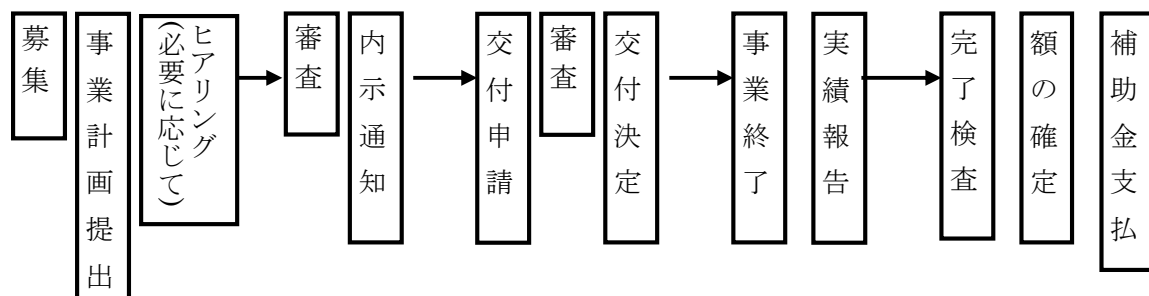 募集
事業計画提出
ヒアリング
(必要に応じて)
審査
内示通知
交付申請
審査
交付決定
事業終了
実績報告
完了検査
額の確定
補助金支払